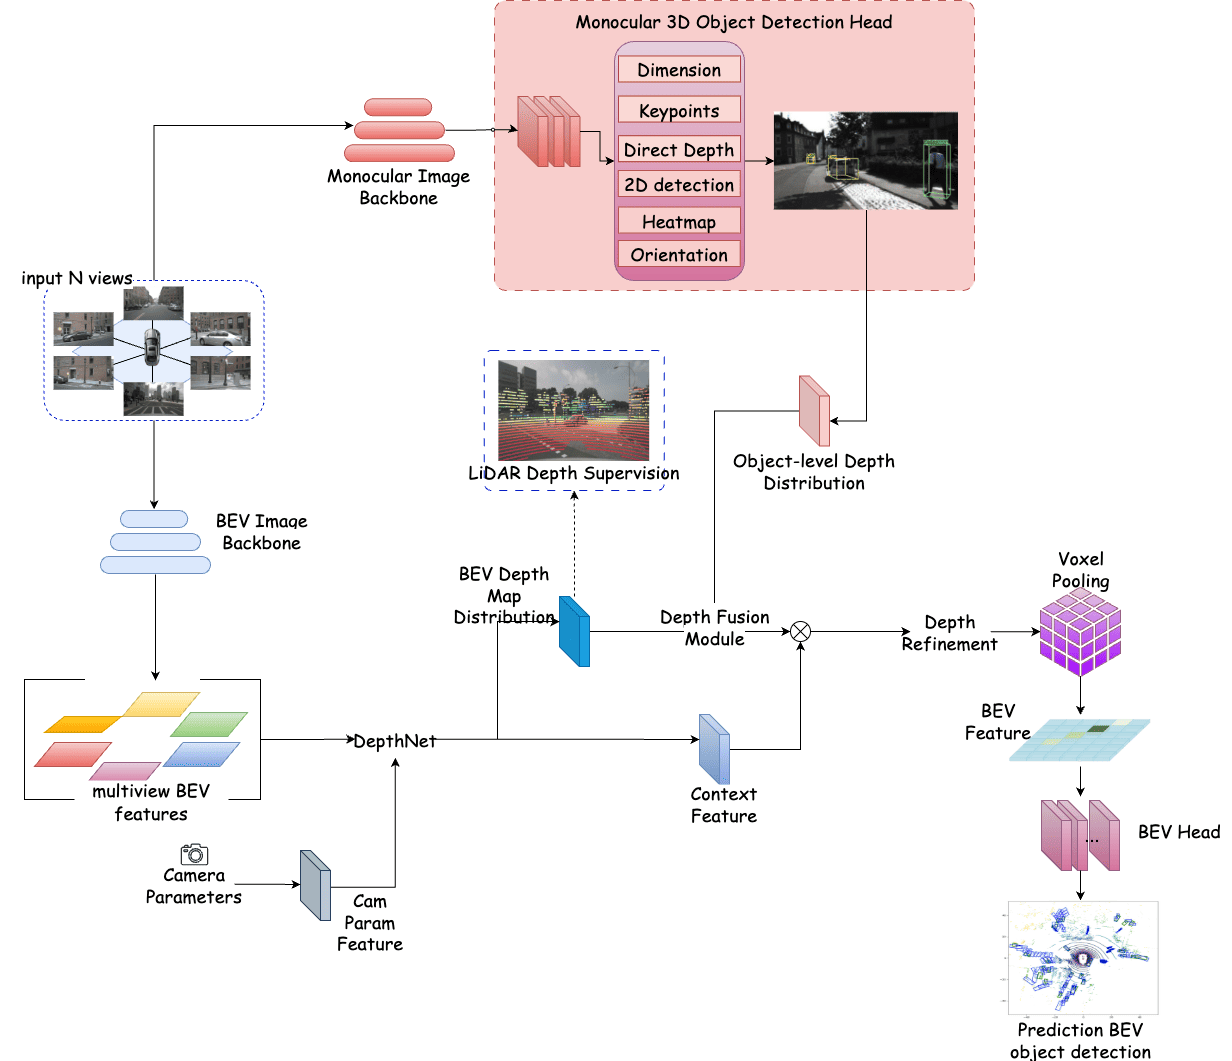 Monocular 3D Object Detection Head
Dimension
Keypoints
Direct Depth
2D detection
Heatmap
Orientation
Monocular Image
Backbone
input N views
LiDAR Depth Supervision
Object-level Depth
Distribution
BEV Image
Backbone
BEV Depth
Map
Distribution
Depth Fusion
Module
Depth
Refinement
Voxel
Pooling
multiview BEV
features
DepthNet
Context
Feature
BEV
Feature
Camera
Parameters
Cam
Param
Feature
BEV Head
...
Prediction BEV
object detection